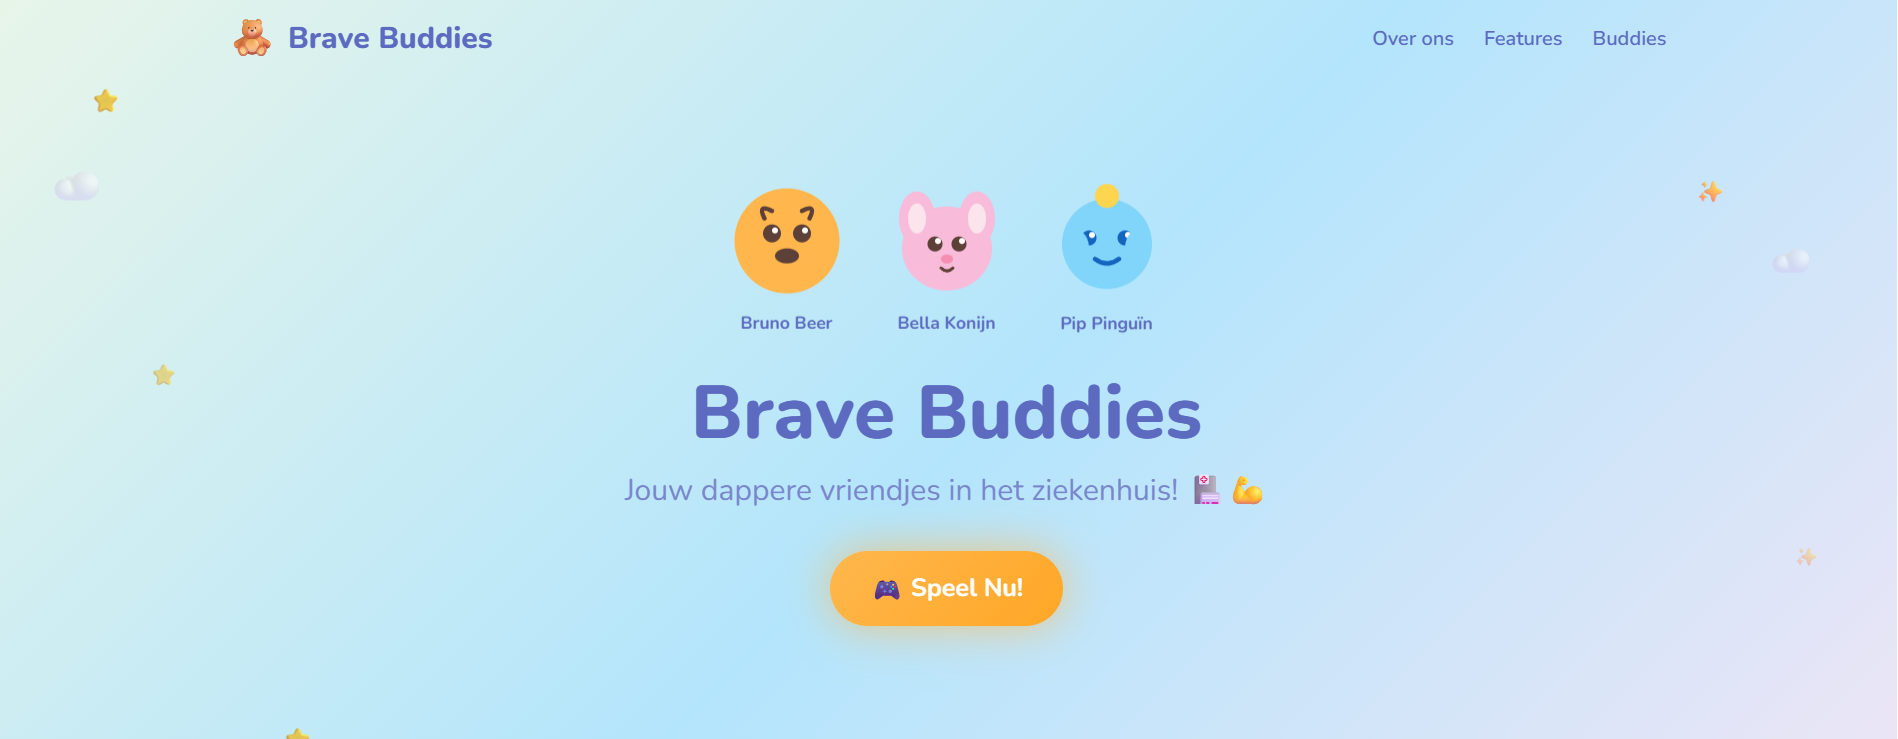 Brave Buddies
Over ons Features Buddies
Bruno Beer Bella Konijn Pip Pinguïn
Brave Buddies
Jouw dappere vriendjes in het ziekenhuis! 🏥 💪
🎮 Speel Nu!